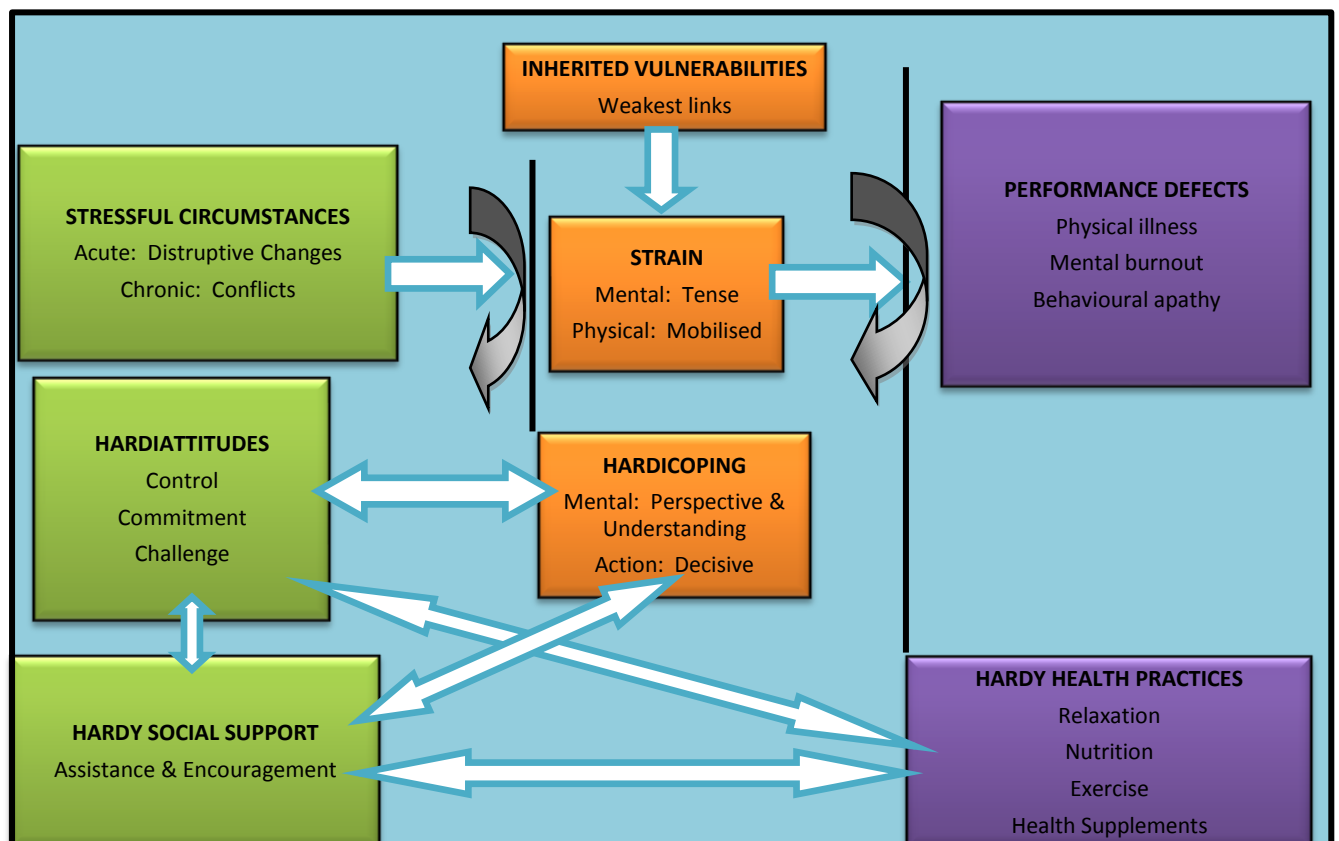 INHERITED VULNERABILITIES
Weakest links
STRESSFUL CIRCUMSTANCES
Acute:  Distruptive Changes
Chronic:  Conflicts
STRAIN
Mental:  Tense
Physical:  Mobilised
PERFORMANCE DEFECTS
Physical illness
Mental burnout
Behavioural apathy
HARDIATTITUDES
Control
Commitment
Challenge
HARDICOPING
Mental:  Perspective &
Understanding
Action:  Decisive
HARDY SOCIAL SUPPORT
Assistance & Encouragement
HARDY HEALTH PRACTICES
Relaxation
Nutrition
Exercise
Health Supplements